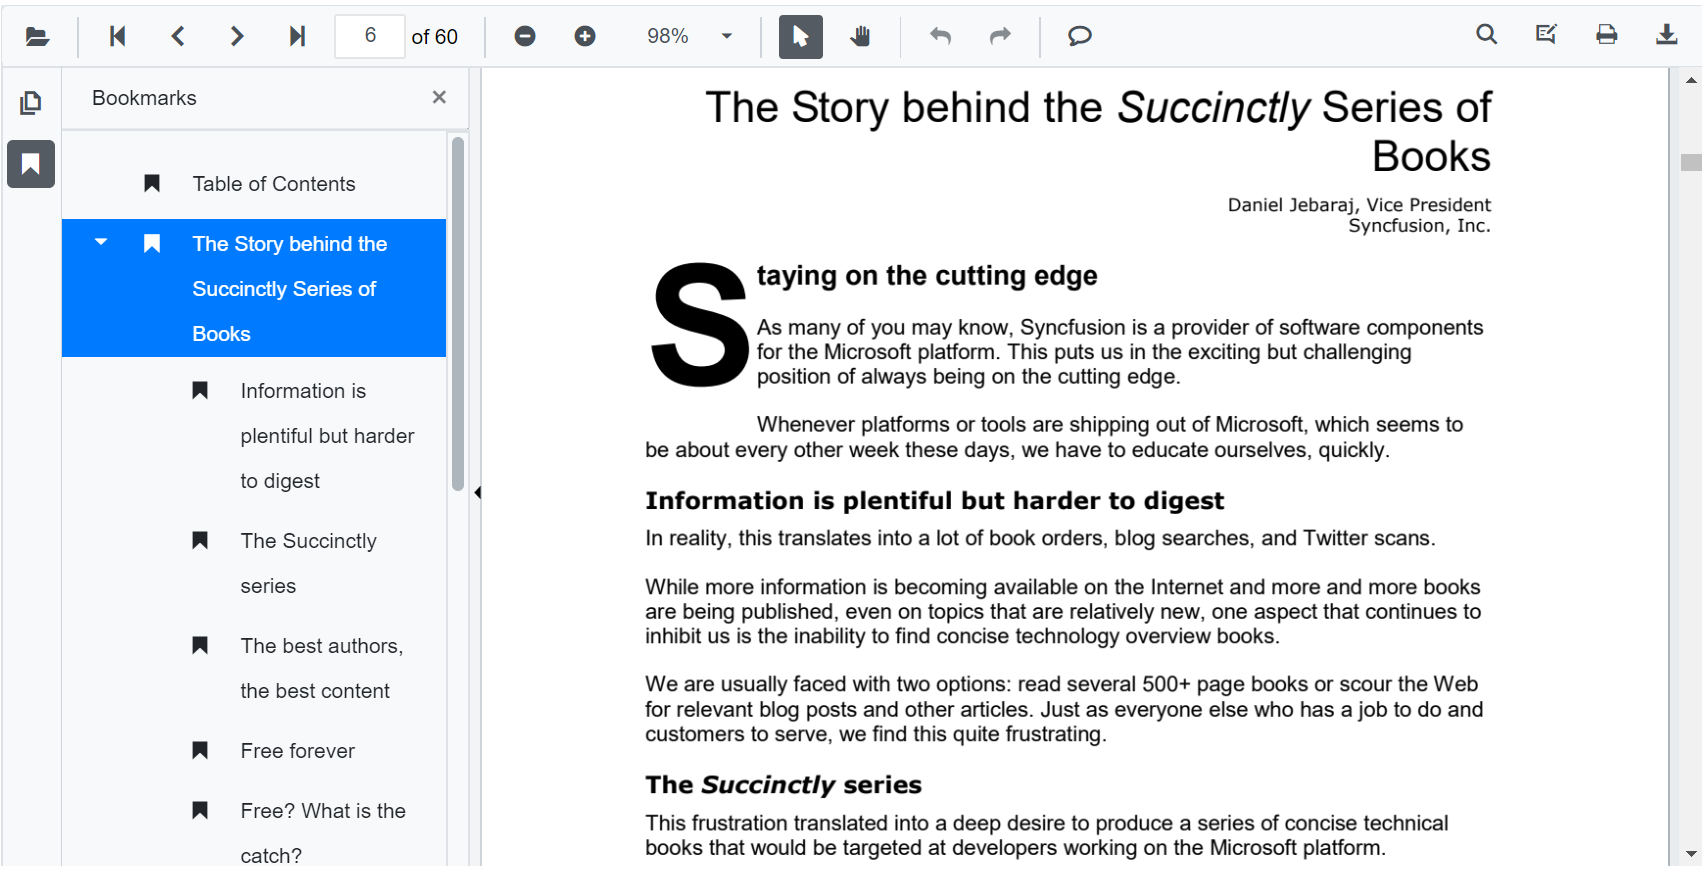 6 of 60
98%
Bookmarks
Table of Contents
The Story behind the
Succinctly Series of
Books
Information is
plentiful but harder
to digest
The Succinctly
series
The best authors,
the best content
Free forever
Free? What is the
catch?
The Story behind the Succinctly Series of
Books
Daniel Jebaraj, Vice President
Syncfusion, Inc.
Staying on the cutting edge
As many of you may know, Syncfusion is a provider of software components
for the Microsoft platform. This puts us in the exciting but challenging
position of always being on the cutting edge.
Whenever platforms or tools are shipping out of Microsoft, which seems to
be about every other week these days, we have to educate ourselves, quickly.
Information is plentiful but harder to digest
In reality, this translates into a lot of book orders, blog searches, and Twitter scans.
While more information is becoming available on the Internet and more and more books
are being published, even on topics that are relatively new, one aspect that continues to
inhibit us is the inability to find concise technology overview books.
We are usually faced with two options: read several 500+ page books or scour the Web
for relevant blog posts and other articles. Just as everyone else who has a job to do and
customers to serve, we find this quite frustrating.
The Succinctly series
This frustration translated into a deep desire to produce a series of concise technical
books that would be targeted at developers working on the Microsoft platform.